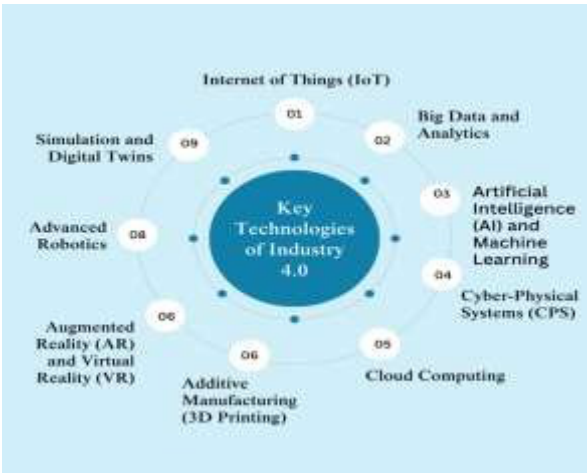 Key
Technologies
of Industry
4.0
01
Internet of Things (IoT)
02
Big Data and
Analytics
03
Artificial
Intelligence
(AI) and
Machine
Learning
04
Cyber-Physical
Systems (CPS)
05
Cloud Computing
06
Additive
Manufacturing
(3D Printing)
06
Augmented
Reality (AR)
and Virtual
Reality (VR)
08
Advanced
Robotics
09
Simulation and
Digital Twins